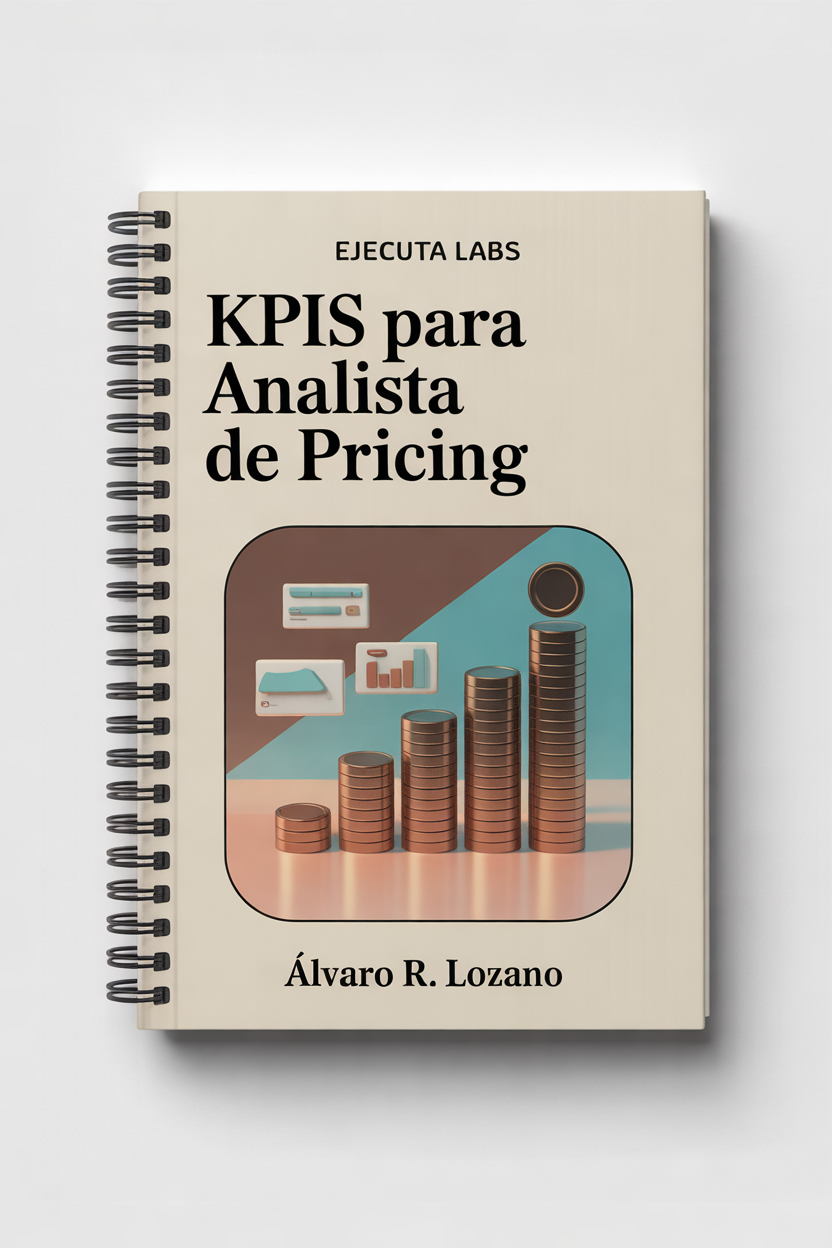 EJECUTA LABS
KPIS para
Analista
de Pricing
Álvaro R. Lozano